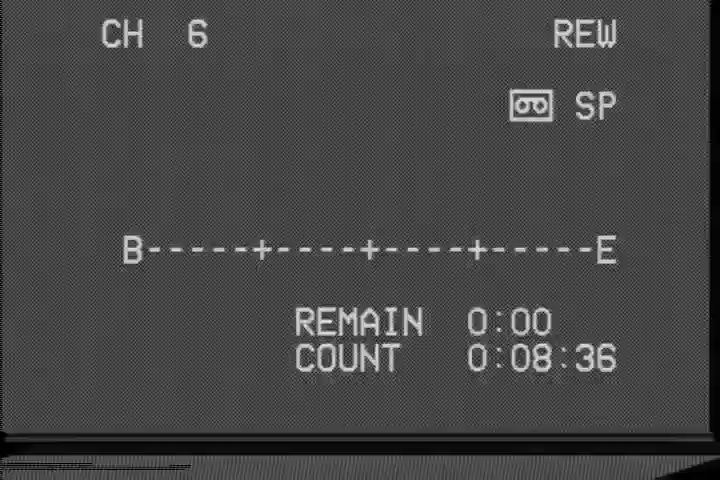 CH 6 REW
SP
B-----+----+----+-----E
REMAIN 0:00
COUNT 0:08:36